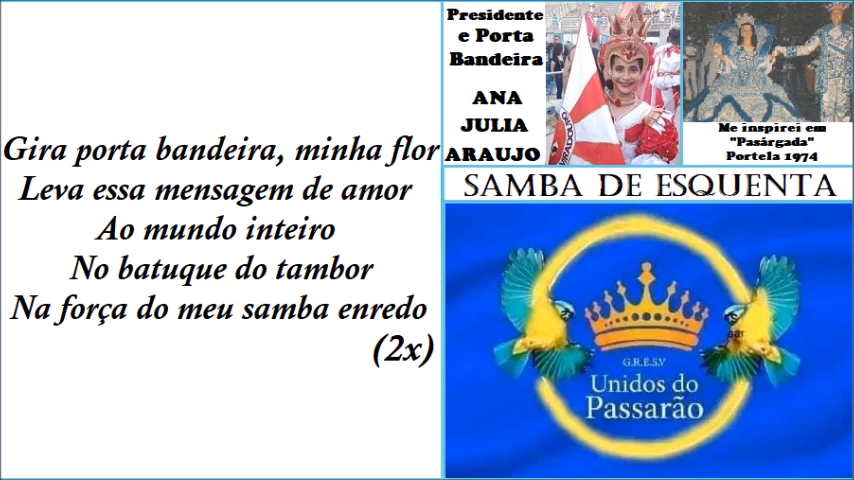 Gira porta bandeira, minha flor
Leva essa mensagem de amor
Ao mundo inteiro
No batuque do tambor
Na força do meu samba enredo
(2x)
Presidente
e Porta
Bandeira
ANA
JULIA
ARAUJO
Me inspirei em
"Pasárgada"
Portela 1974
SAMBA DE ESQUENTA
G.R.E.S.V
Unidos do
Passarão